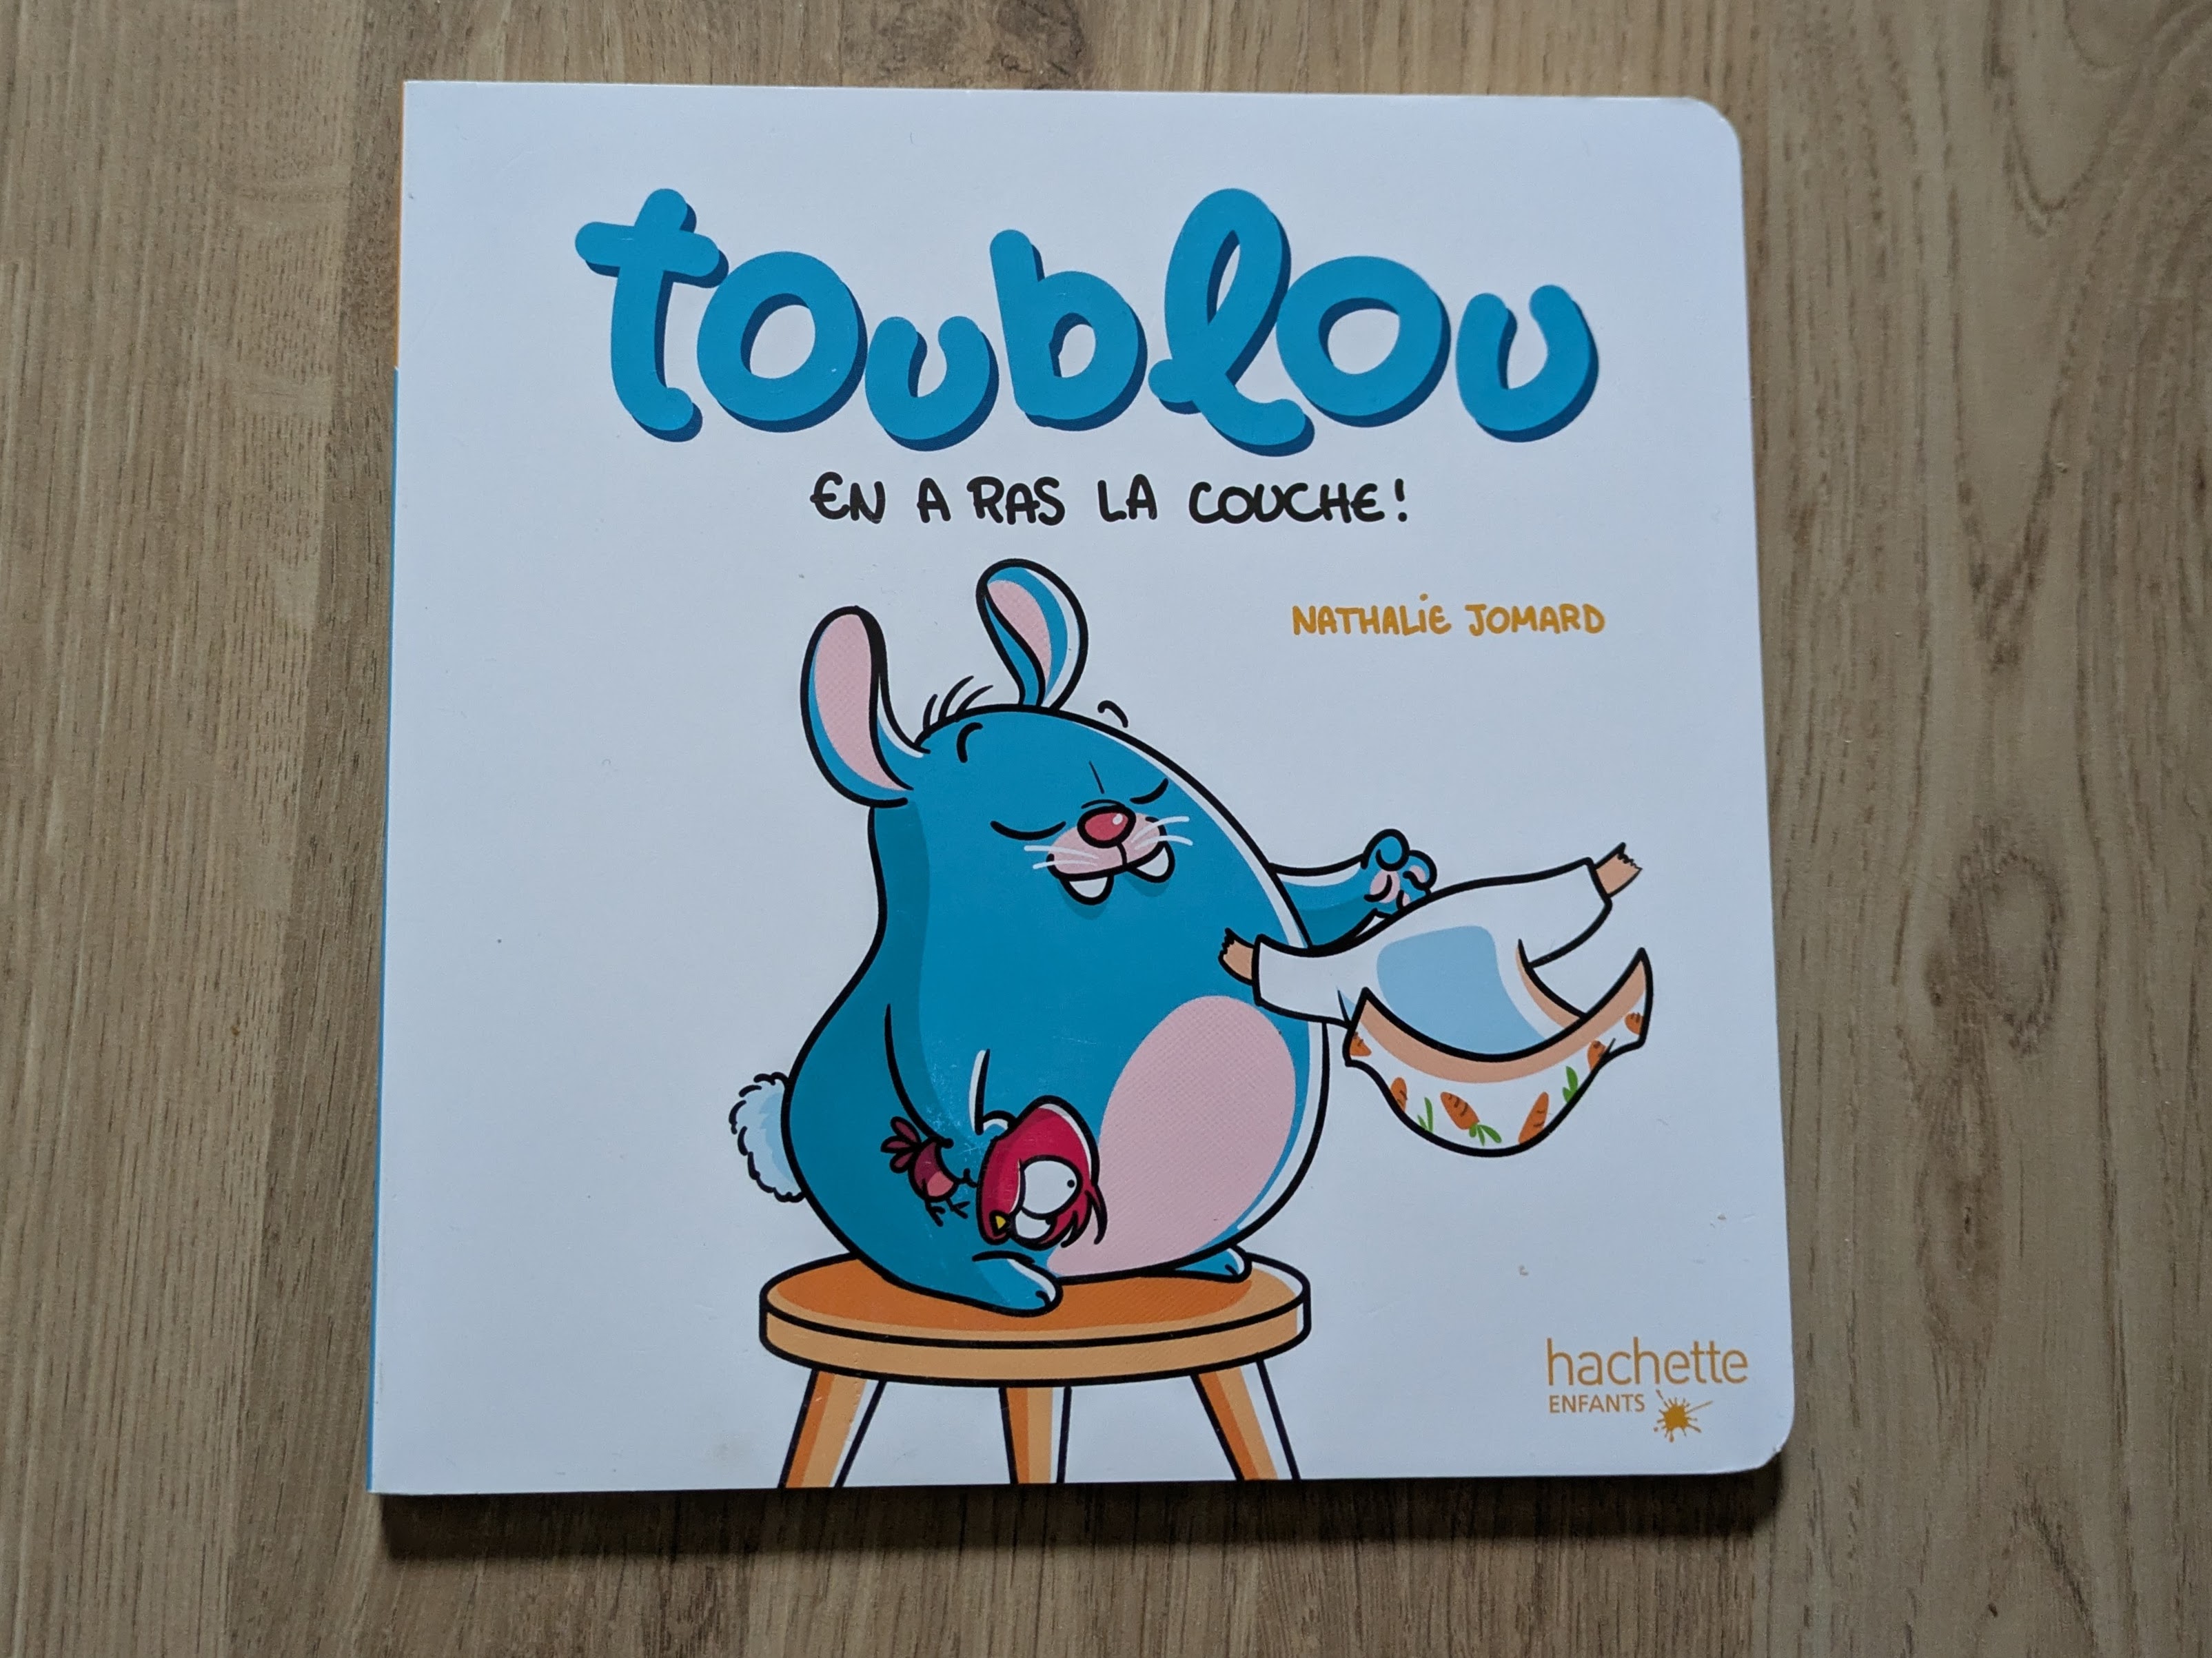 toublou
EN A RAS LA COUCHE!
NATHALiE JOMARD
hachette
ENFANTS